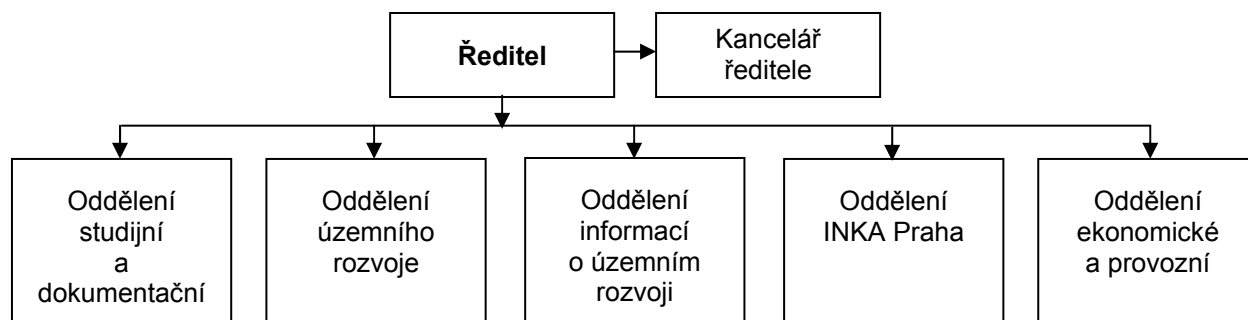 Ředitel
Kancelář
ředitele
Oddělení
studijní
a
dokumentační
Oddělení
územního
rozvoje
Oddělení
informací
o územním
rozvoji
Oddělení
INKA Praha
Oddělení
ekonomické
a provozní